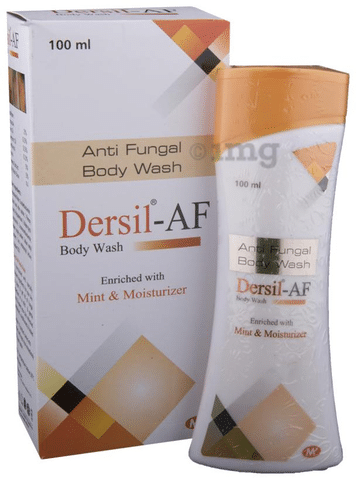 100 ml
Anti Fungal
Body Wash
Dersil®-AF
Body Wash
Enriched with
Mint & Moisturizer
1mg
100 ml
Anti Fungal
Body Wash
Dersil-AF
Body Wash
Enriched with
Mint & Moisturizer